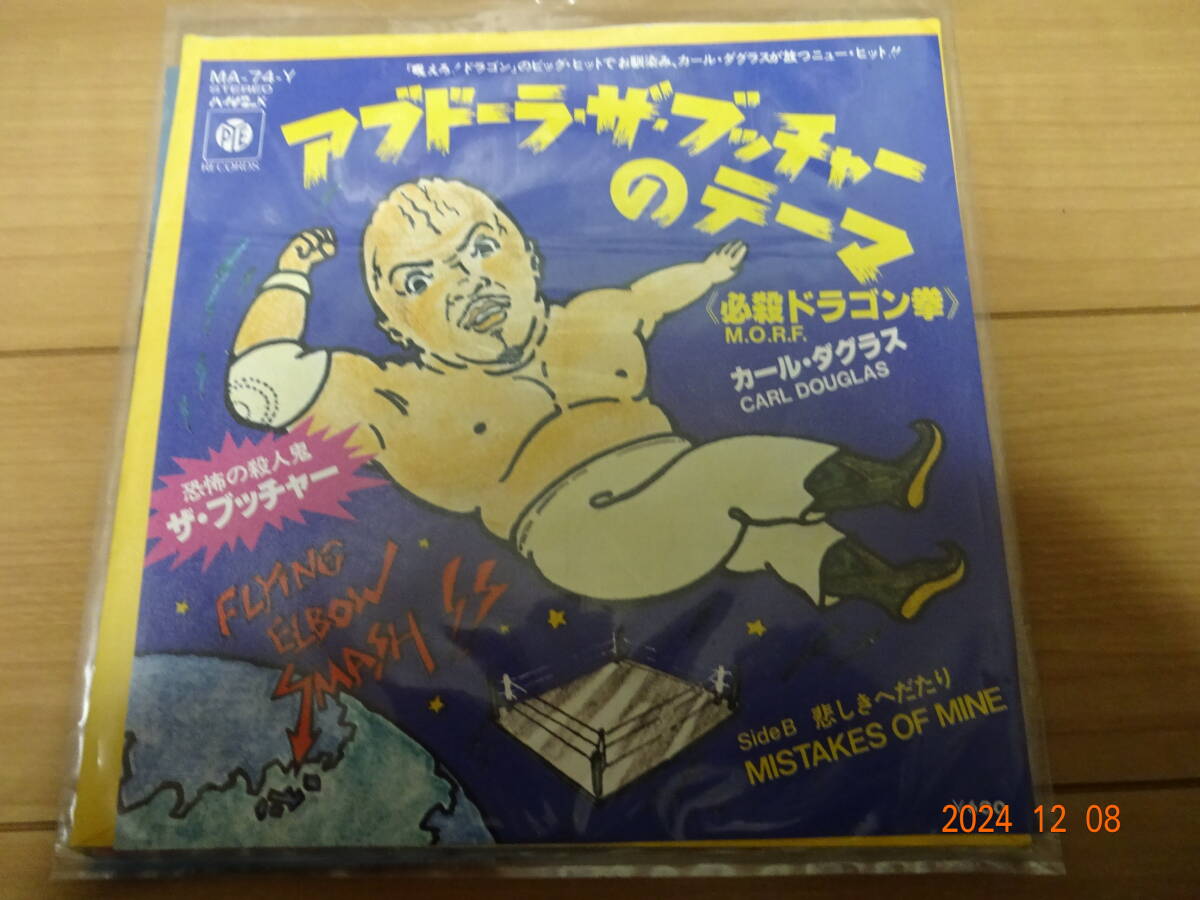 「吼えろ!ドラゴン」のビッグ・ヒットでお馴染み、カール・ダグラスが放つニュー・ヒット!!
MA-74-Y
STEREO
PYE
RECORDS
アブドーラ・ザ・ブッチャー
のテーマ
《必殺ドラゴン拳》
M.O.R.F.
カール・ダグラス
CARL DOUGLAS
恐怖の殺人鬼
ザ・ブッチャー
FLYING
ELBOW
SMASH
Side B 悲しきへだたり
MISTAKES OF MINE
2024 12 08